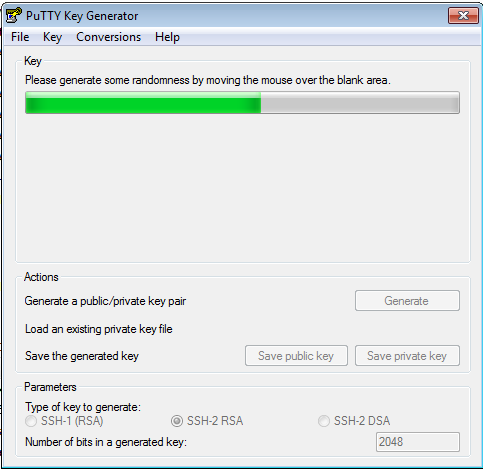 PuTTY Key Generator
File Key Conversions Help
Key
Please generate some randomness by moving the mouse over the blank area.
Actions
Generate a public/private key pair
Generate
Load an existing private key file
Save the generated key
Save public key
Save private key
Parameters
Type of key to generate:
SSH-1 (RSA)
SSH-2 RSA
SSH-2 DSA
Number of bits in a generated key:
2048